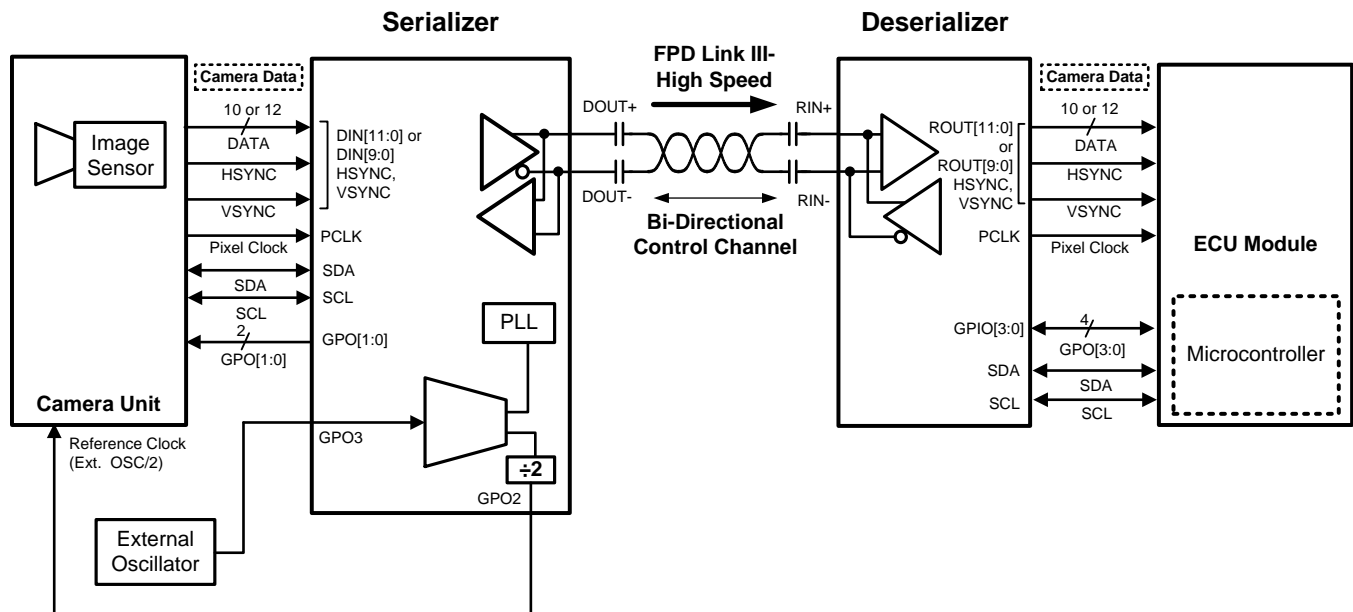 Serializer
Deserializer
FPD Link III-
High Speed
Camera Data
10 or 12
DATA
HSYNC
VSYNC
Pixel Clock
SDA
SCL
2
GPO[1:0]
Image
Sensor
Camera Unit
DIN[11:0] or
DIN[9:0]
HSYNC,
VSYNC
PCLK
SDA
SCL
GPO[1:0]
PLL
GPO3
÷2
GPO2
Reference Clock
(Ext. OSC/2)
External
Oscillator
DOUT+
DOUT-
RIN+
RIN-
Bi-Directional
Control Channel
ROUT[11:0]
or
ROUT[9:0]
HSYNC,
VSYNC
PCLK
GPIO[3:0]
SDA
SCL
Camera Data
10 or 12
DATA
HSYNC
VSYNC
Pixel Clock
4
GPO[3:0]
SDA
SCL
ECU Module
Microcontroller